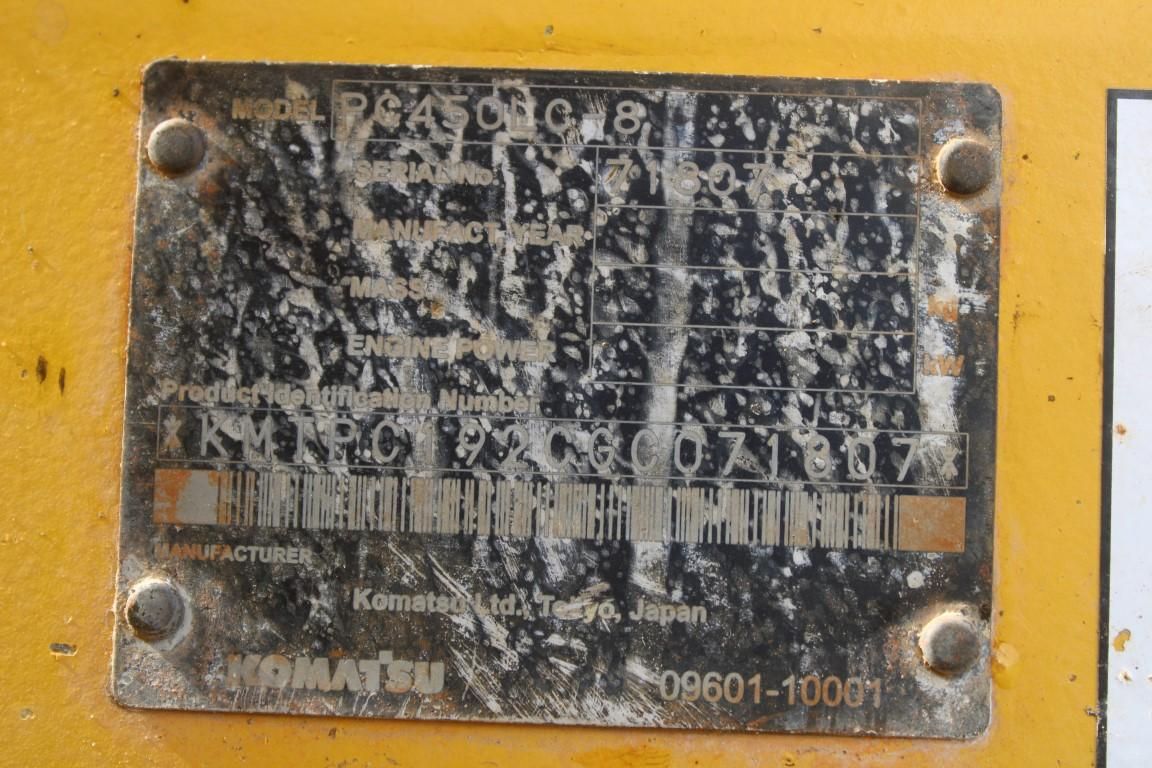 MODEL PC450LC-8
SERIAL No. 71807
MANUFACT. YEAR
MASS kg
ENGINE POWER kW
Product Identification Number
*KMTPC192CGC071807*
MANUFACTURER
Komatsu Ltd., Tokyo, Japan
KOMATSU 09601-10001